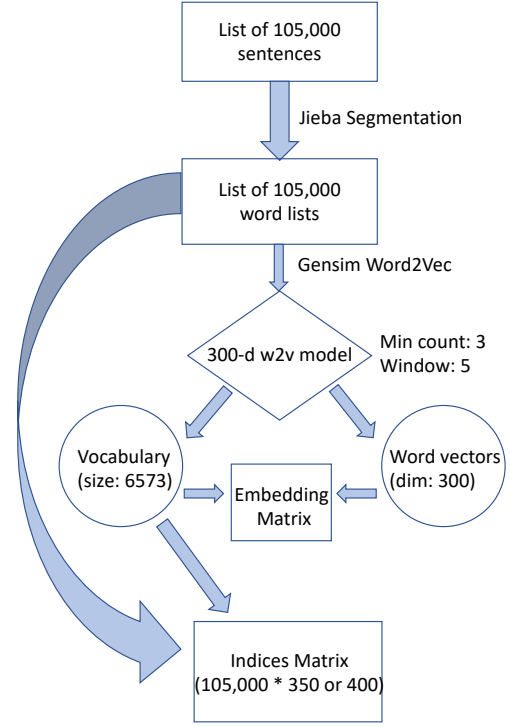 List of 105,000
sentences
Jieba Segmentation
List of 105,000
word lists
Gensim Word2Vec
300-d w2v model
Min count: 3
Window: 5
Vocabulary
(size: 6573)
Word vectors
(dim: 300)
Embedding
Matrix
Indices Matrix
(105,000 * 350 or 400)